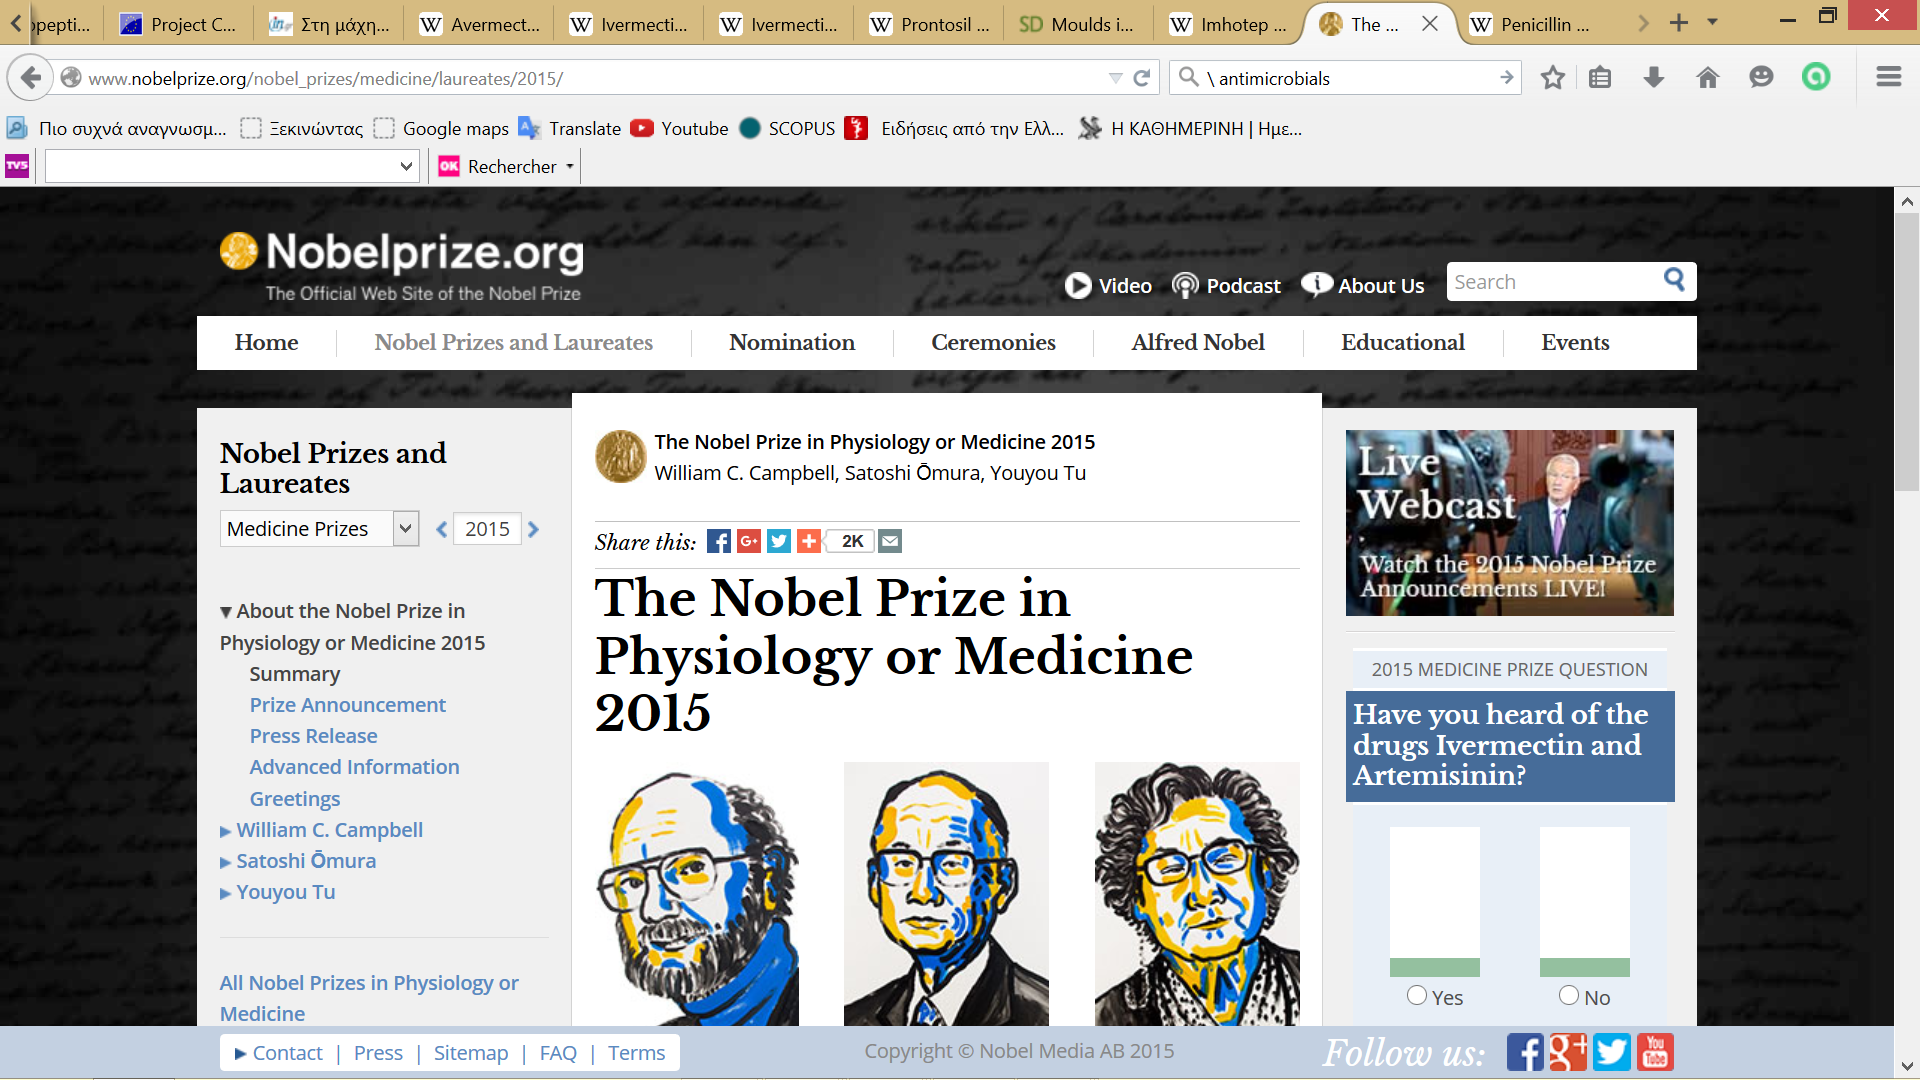 opepti...
Project C...
Στη μάχη...
Avermect...
Ivermecti...
Ivermecti...
Prontosil ...
SD Moulds i...
Imhotep ...
The ...
Penicillin ...
www.nobelprize.org/nobel_prizes/medicine/laureates/2015/
\ antimicrobials
Πιο συχνά αναγνωσμ...
Ξεκινώντας
Google maps
Translate
Youtube
SCOPUS
Ειδήσεις από την Ελλ...
Η ΚΑΘΗΜΕΡΙΝΗ | Ημε...
TV5
OK Rechercher
Nobelprize.org
The Official Web Site of the Nobel Prize
Video
Podcast
About Us
Search
Home
Nobel Prizes and Laureates
Nomination
Ceremonies
Alfred Nobel
Educational
Events
Nobel Prizes and
Laureates
Medicine Prizes
2015
▼ About the Nobel Prize in
Physiology or Medicine 2015
Summary
Prize Announcement
Press Release
Advanced Information
Greetings
▶ William C. Campbell
▶ Satoshi Ōmura
▶ Youyou Tu
All Nobel Prizes in Physiology or
Medicine
The Nobel Prize in Physiology or Medicine 2015
William C. Campbell, Satoshi Ōmura, Youyou Tu
Share this:
2K
The Nobel Prize in
Physiology or Medicine
2015
Live
Webcast
Watch the 2015 Nobel Prize
Announcements LIVE!
2015 MEDICINE PRIZE QUESTION
Have you heard of the
drugs Ivermectin and
Artemisinin?
Yes
No
▶ Contact | Press | Sitemap | FAQ | Terms
Copyright © Nobel Media AB 2015
Follow us:
You
Tube